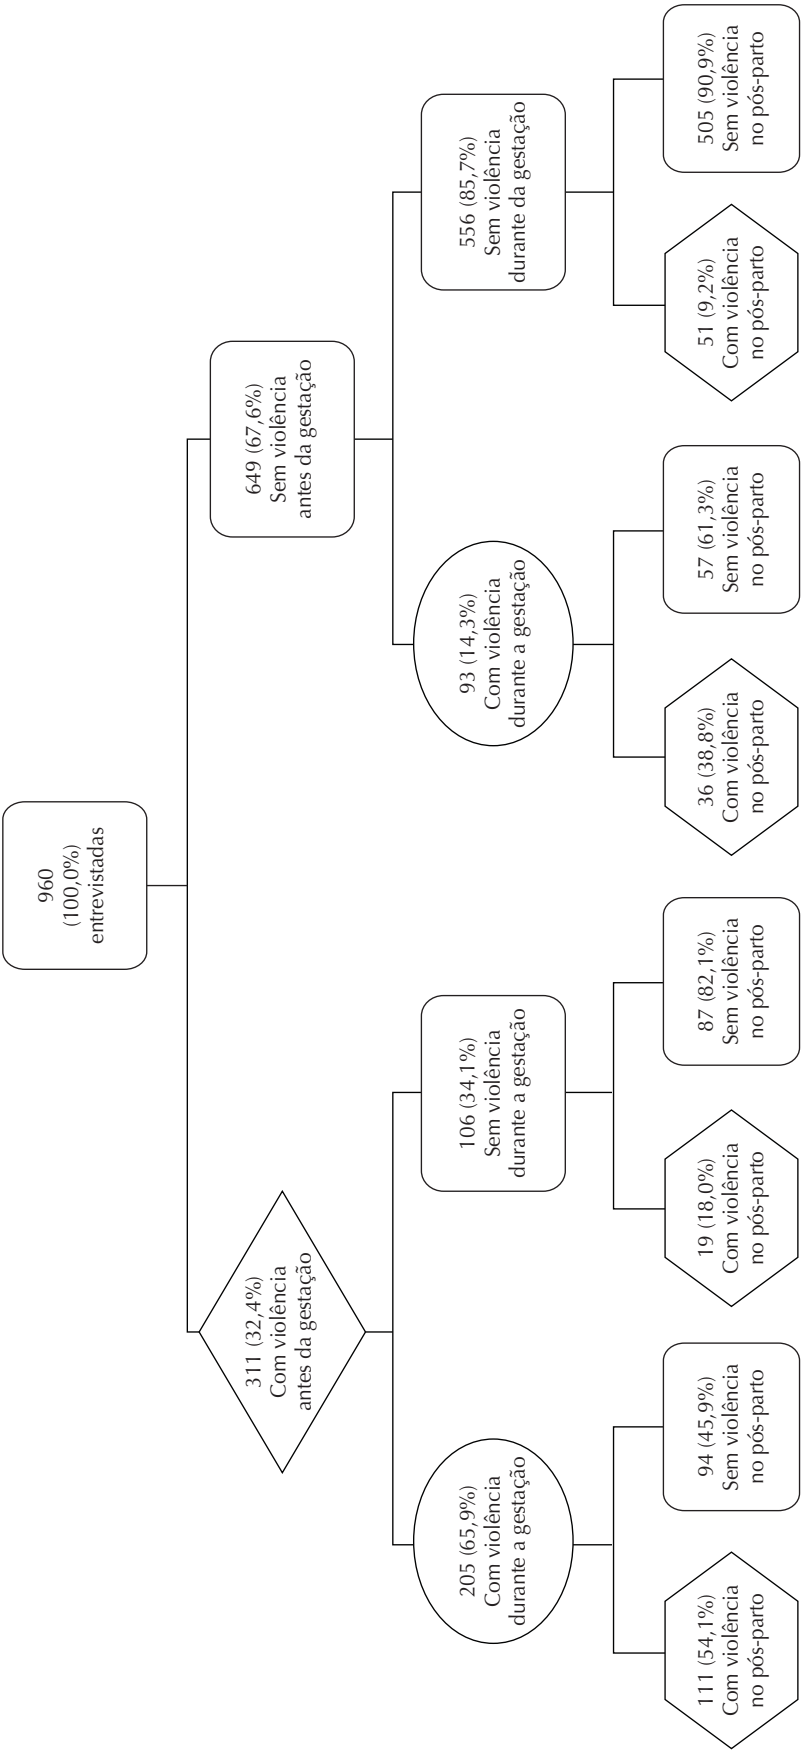 960
(100,0%)
entrevistadas
311 (32,4%)
Com violência
antes da gestação
649 (67,6%)
Sem violência
antes da gestação
205 (65,9%)
Com violência
durante a gestação
106 (34,1%)
Sem violência
durante a gestação
93 (14,3%)
Com violência
durante a gestação
556 (85,7%)
Sem violência
durante da gestação
111 (54,1%)
Com violência
no pós-parto
94 (45,9%)
Sem violência
no pós-parto
19 (18,0%)
Com violência
no pós-parto
87 (82,1%)
Sem violência
no pós-parto
36 (38,8%)
Com violência
no pós-parto
57 (61,3%)
Sem violência
no pós-parto
51 (9,2%)
Com violência
no pós-parto
505 (90,9%)
Sem violência
no pós-parto